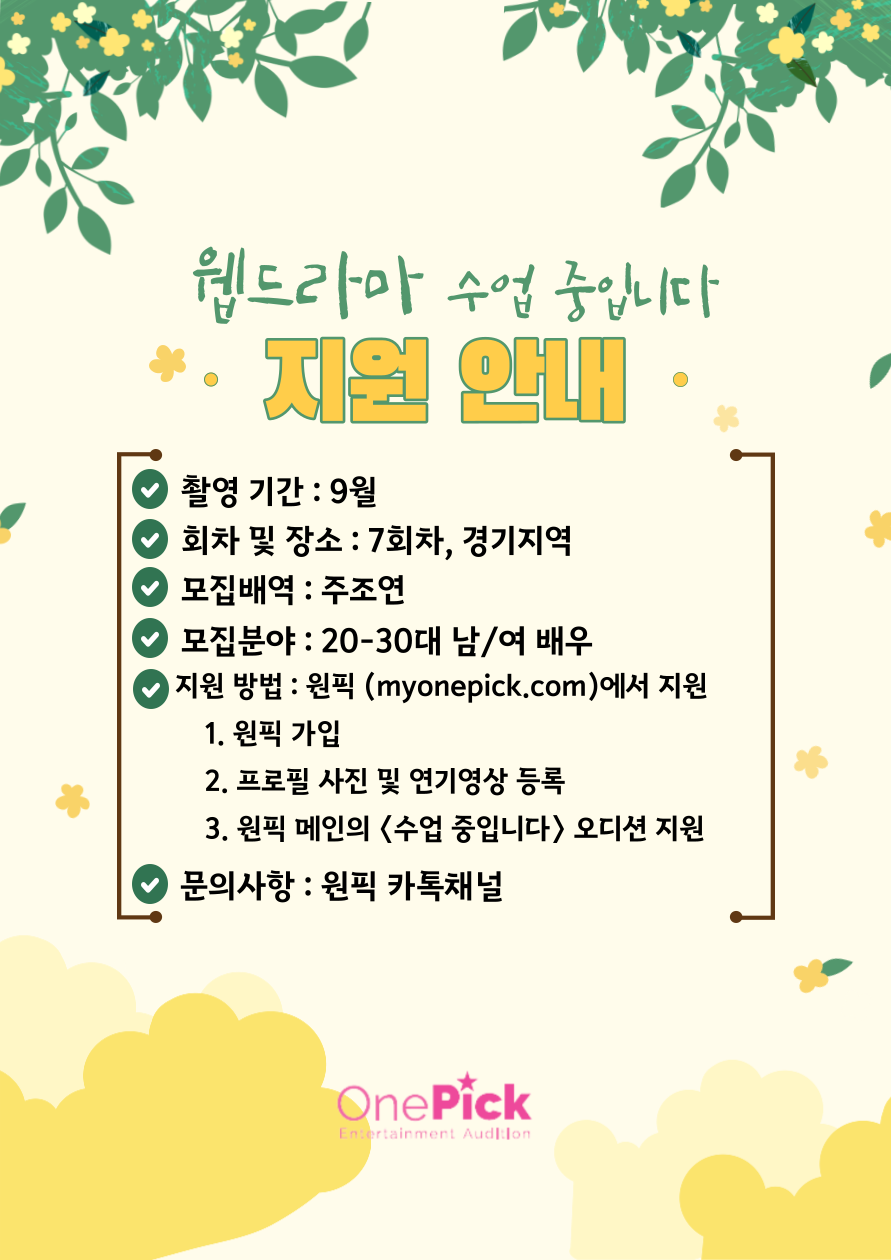 웹드라마 수업 중입니다
지원 안내
촬영 기간 : 9월
회차 및 장소 : 7회차, 경기지역
모집배역 : 주조연
모집분야 : 20-30대 남/여 배우
지원 방법 : 원픽 (myonepick.com)에서 지원
1. 원픽 가입
2. 프로필 사진 및 연기영상 등록
3. 원픽 메인의 <수업 중입니다> 오디션 지원
문의사항 : 원픽 카톡채널
OnePick
Entertainment Audition